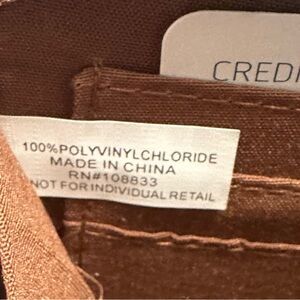 CREDI
100%POLYVINYLCHLORIDE
MADE IN CHINA
RN#108833
NOT FOR INDIVIDUAL RETAIL